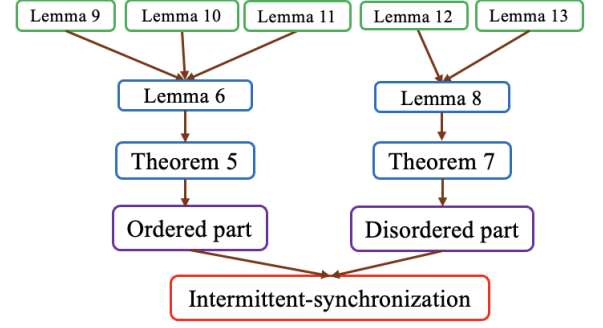 Lemma 9
Lemma 10
Lemma 11
Lemma 12
Lemma 13
Lemma 6
Lemma 8
Theorem 5
Theorem 7
Ordered part
Disordered part
Intermittent-synchronization